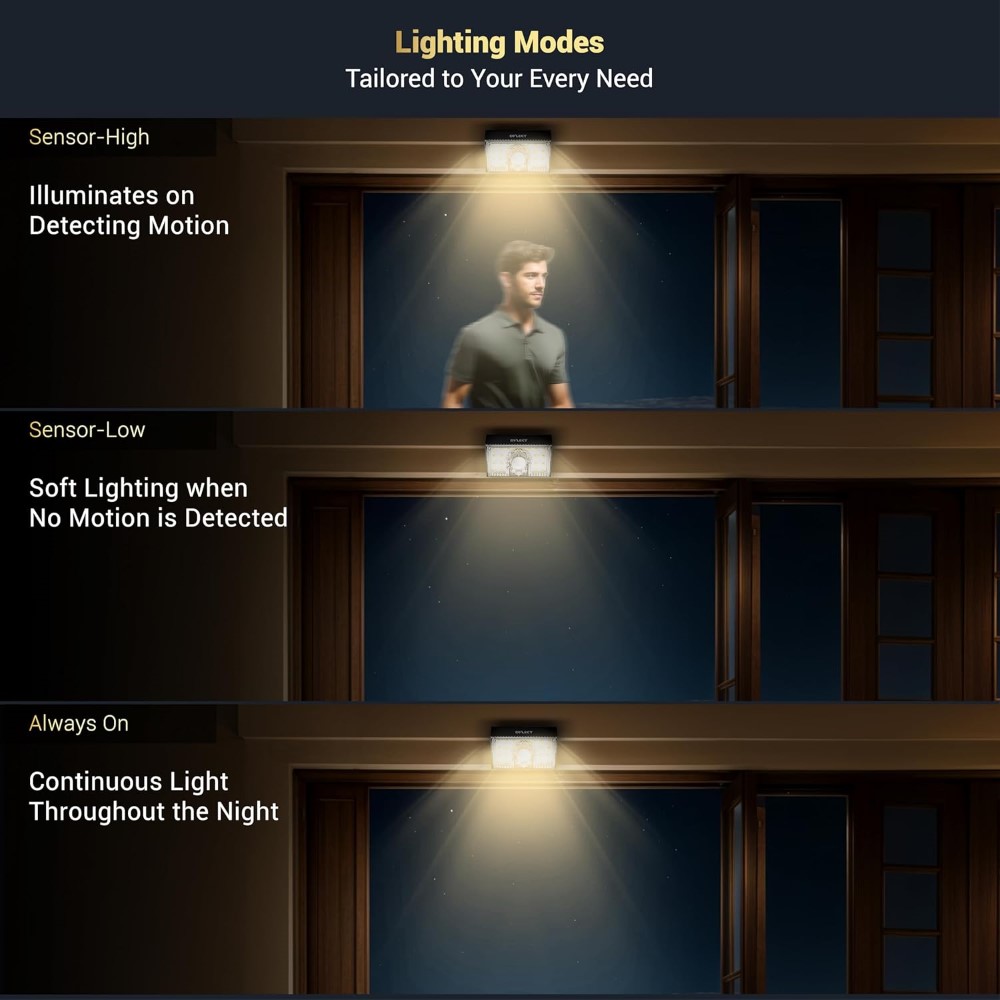 Lighting Modes
Tailored to Your Every Need
Sensor-High
Illuminates on
Detecting Motion
Sensor-Low
Soft Lighting when
No Motion is Detected
Always On
Continuous Light
Throughout the Night